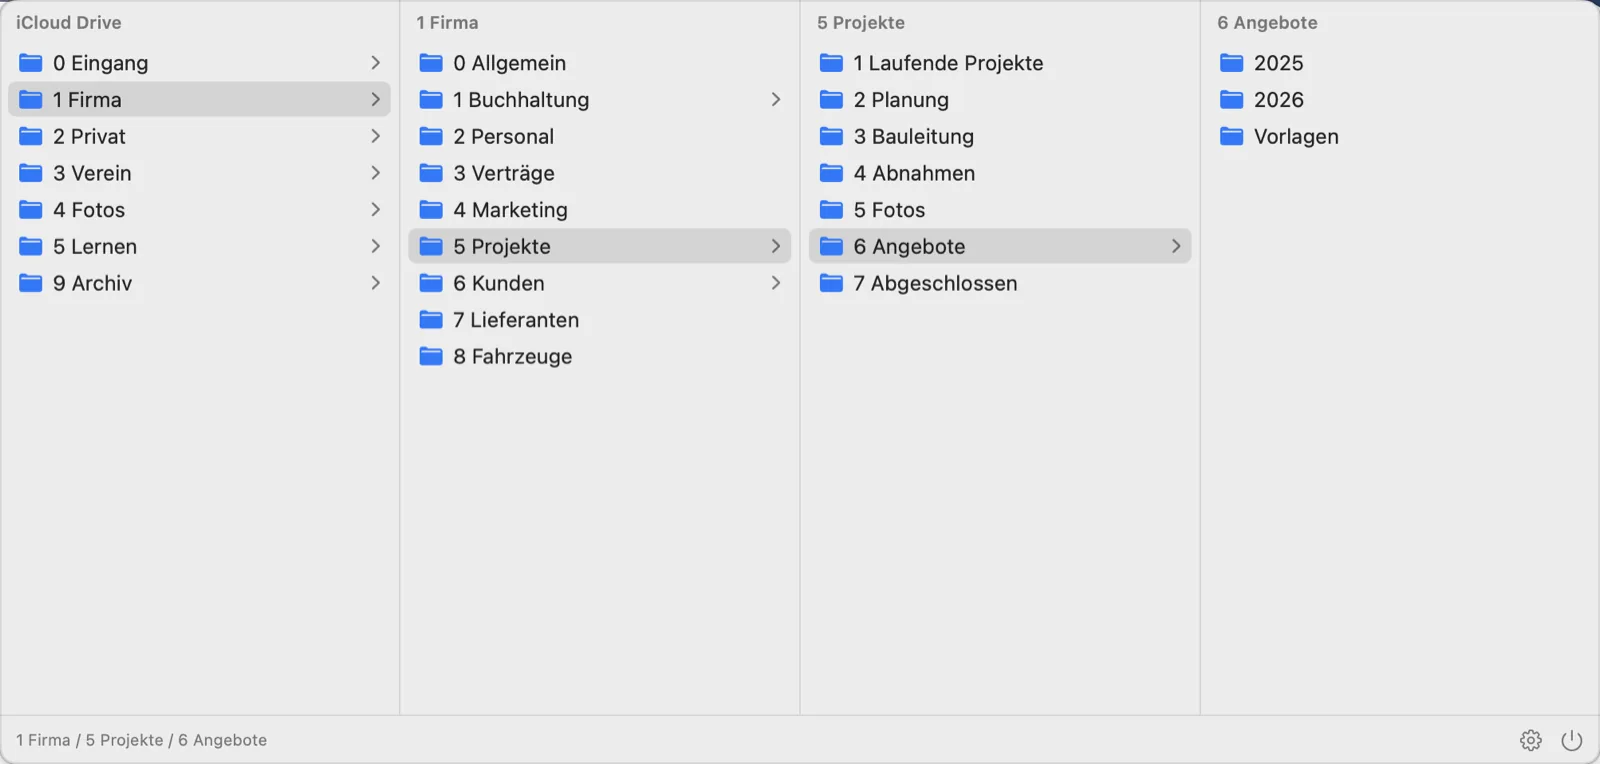 iCloud Drive
0 Eingang
1 Firma
2 Privat
3 Verein
4 Fotos
5 Lernen
9 Archiv
1 Firma
0 Allgemein
1 Buchhaltung
2 Personal
3 Verträge
4 Marketing
5 Projekte
6 Kunden
7 Lieferanten
8 Fahrzeuge
5 Projekte
1 Laufende Projekte
2 Planung
3 Bauleitung
4 Abnahmen
5 Fotos
6 Angebote
7 Abgeschlossen
6 Angebote
2025
2026
Vorlagen
1 Firma / 5 Projekte / 6 Angebote